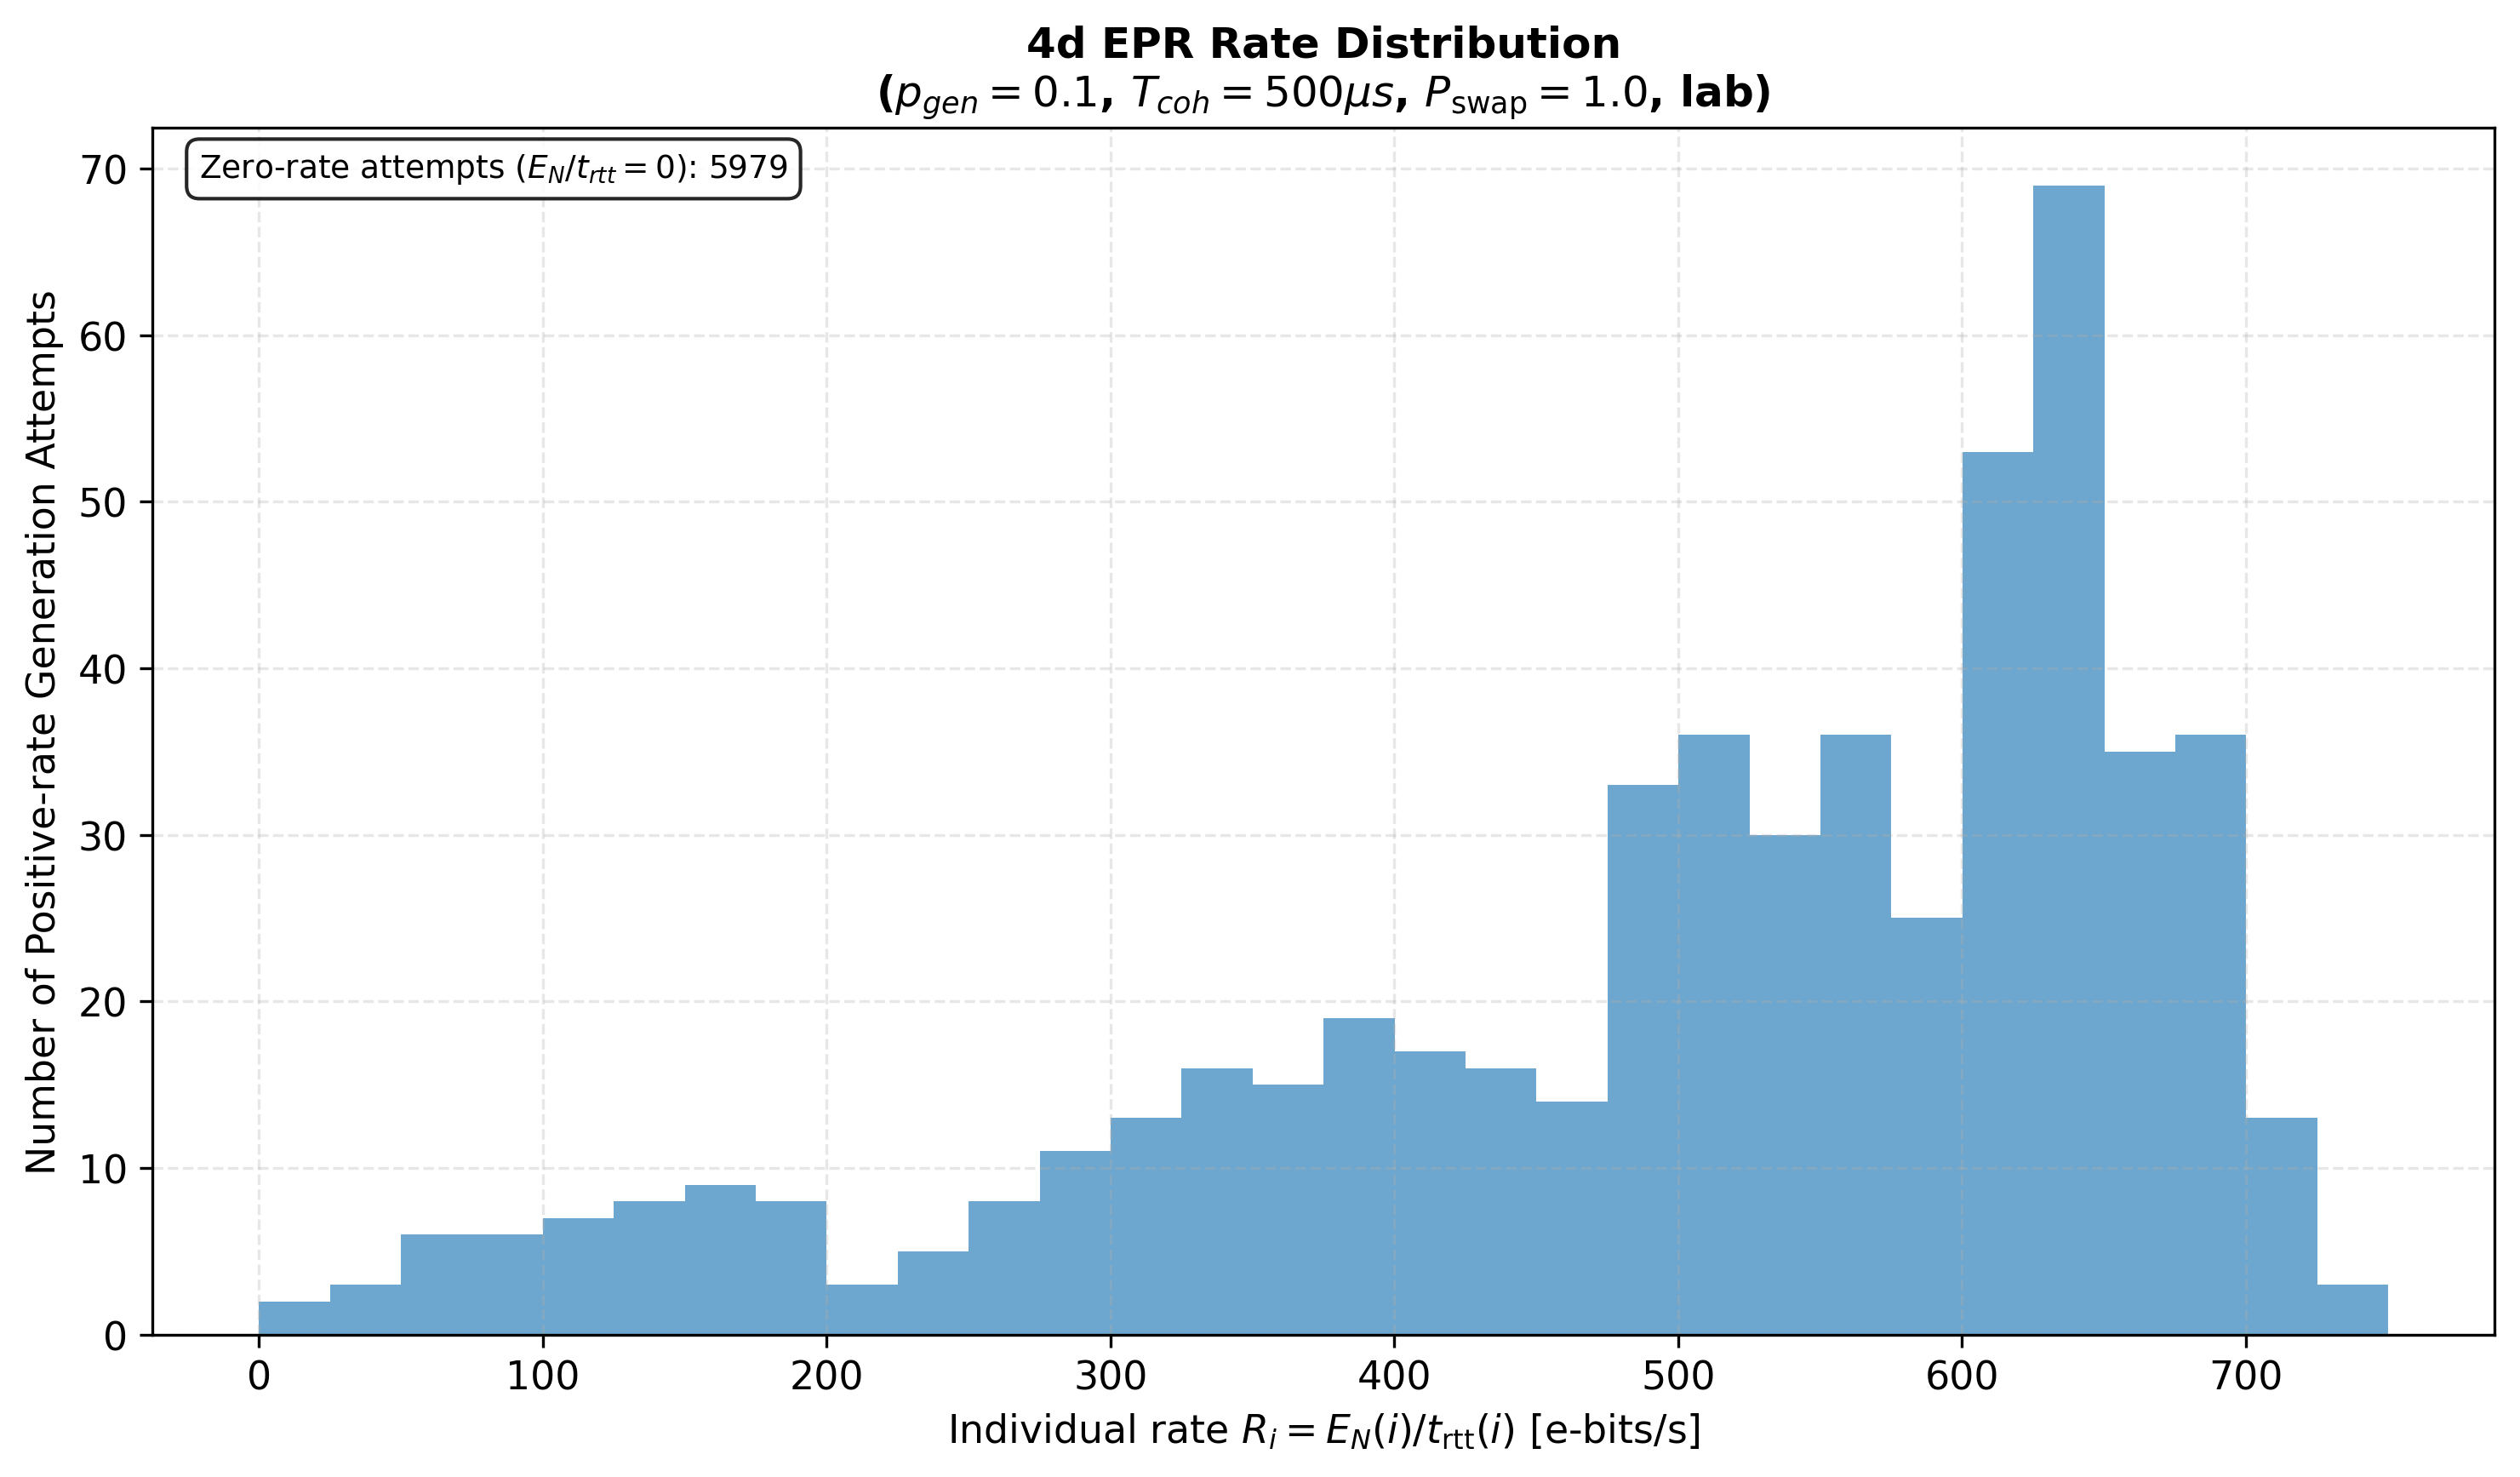 4d EPR Rate Distribution
(p_gen = 0.1, T_coh = 500μs, P_swap = 1.0, lab)
Zero-rate attempts (E_N/t_rtt = 0): 5979
Number of Positive-rate Generation Attempts
70
60
50
40
30
20
10
0
0 100 200 300 400 500 600 700
Individual rate R_i = E_N(i)/t_rtt(i) [e-bits/s]